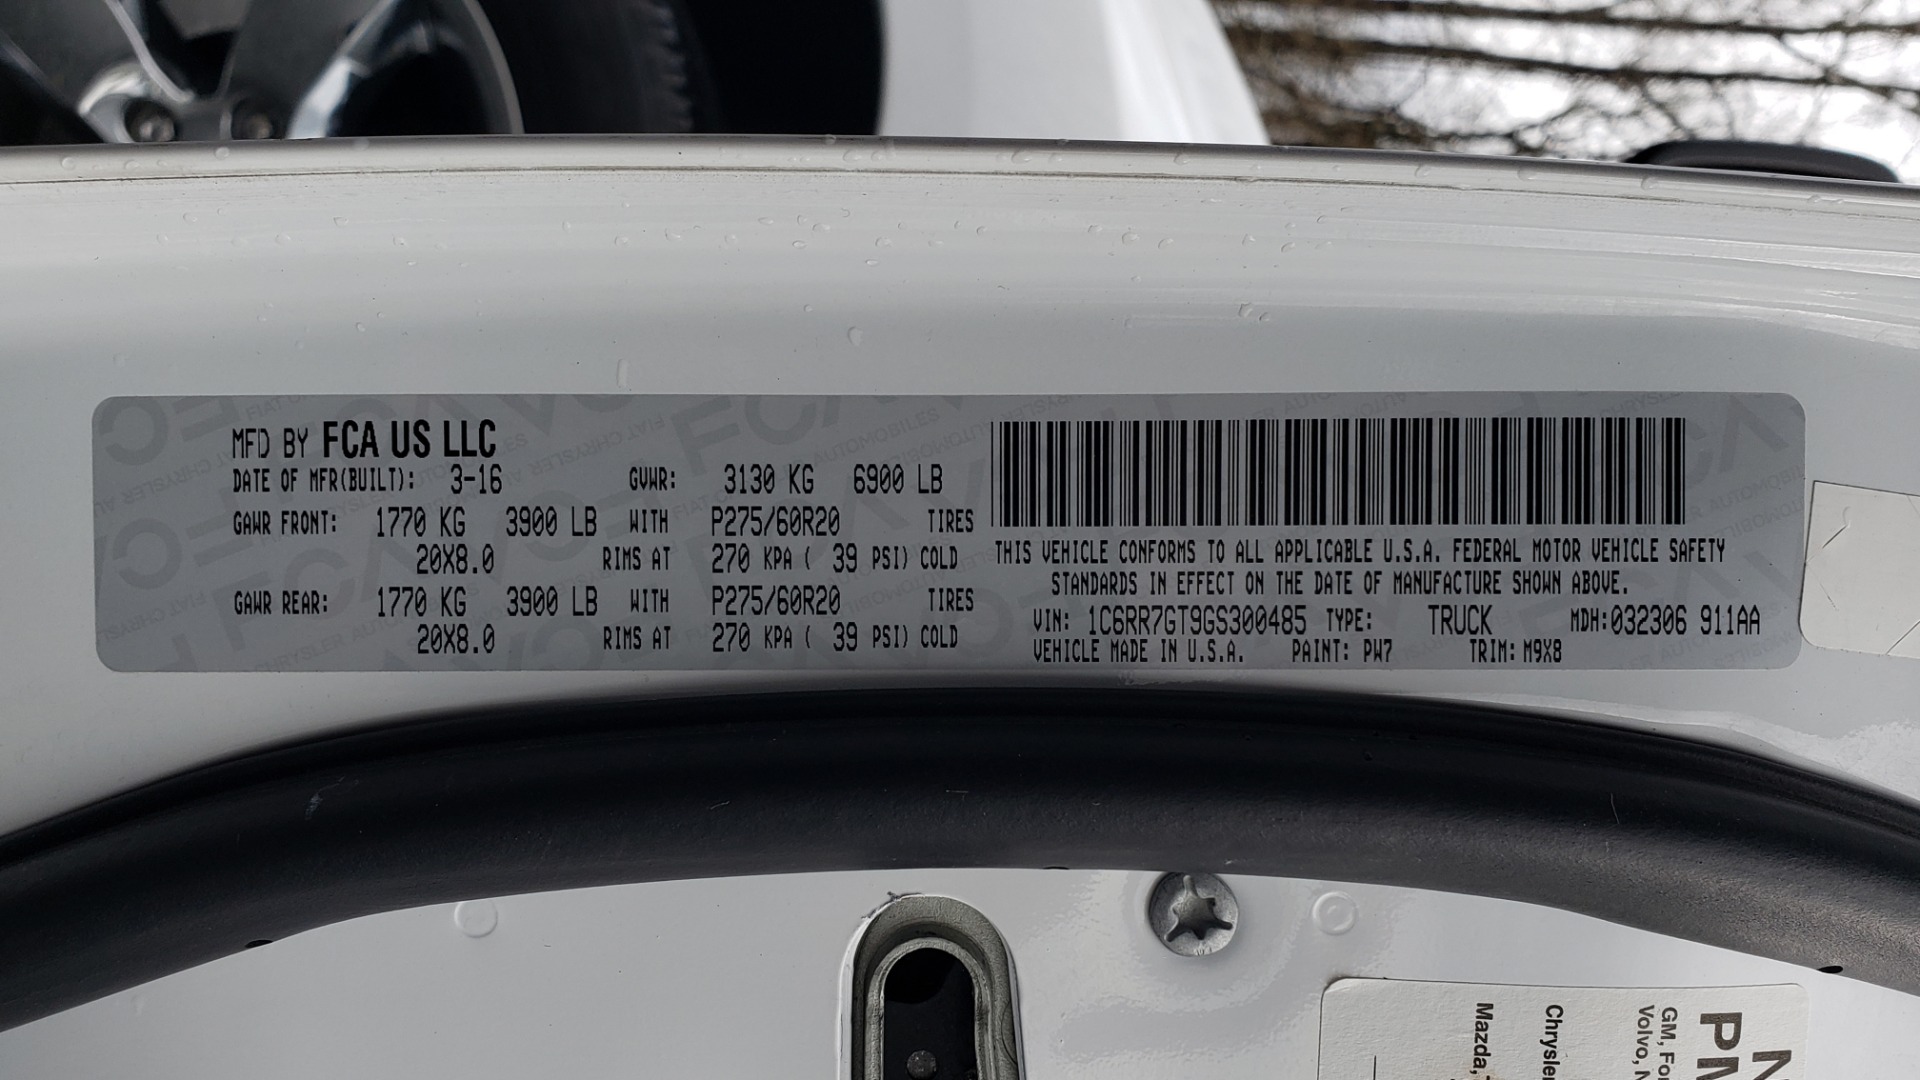 MFD BY FCA US LLC
DATE OF MFR(BUILT): 3-16 GVWR: 3130 KG 6900 LB
GAWR FRONT: 1770 KG 3900 LB WITH P275/60R20 TIRES
20X8.0 RIMS AT 270 KPA ( 39 PSI) COLD
GAWR REAR: 1770 KG 3900 LB WITH P275/60R20 TIRES
20X8.0 RIMS AT 270 KPA ( 39 PSI) COLD
THIS VEHICLE CONFORMS TO ALL APPLICABLE U.S.A. FEDERAL MOTOR VEHICLE SAFETY
STANDARDS IN EFFECT ON THE DATE OF MANUFACTURE SHOWN ABOVE.
VIN: 1C6RR7GT9GS300485 TYPE: TRUCK MDH:032306 911AA
VEHICLE MADE IN U.S.A. PAINT: PW7 TRIM: M9X8
GM,
Volvo,
Chrysler
Mazda,